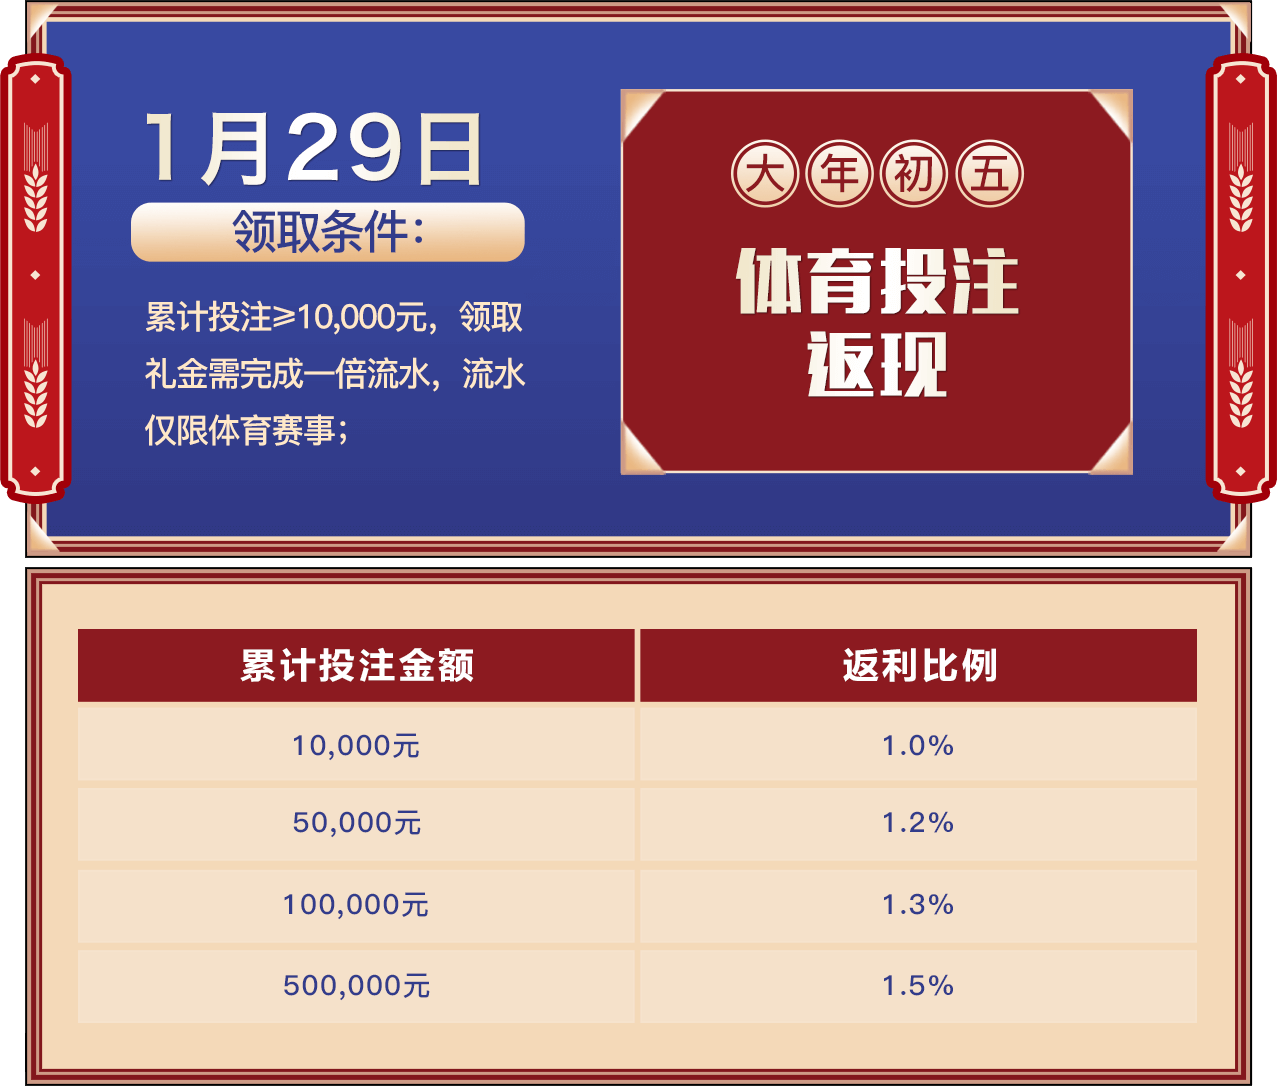 1月29日
领取条件：
累计投注≥10,000元，领取
礼金需完成一倍流水，流水
仅限体育赛事；
大年初五
体育投注
返现
累计投注金额 返利比例
10,000元 1.0%
50,000元 1.2%
100,000元 1.3%
500,000元 1.5%